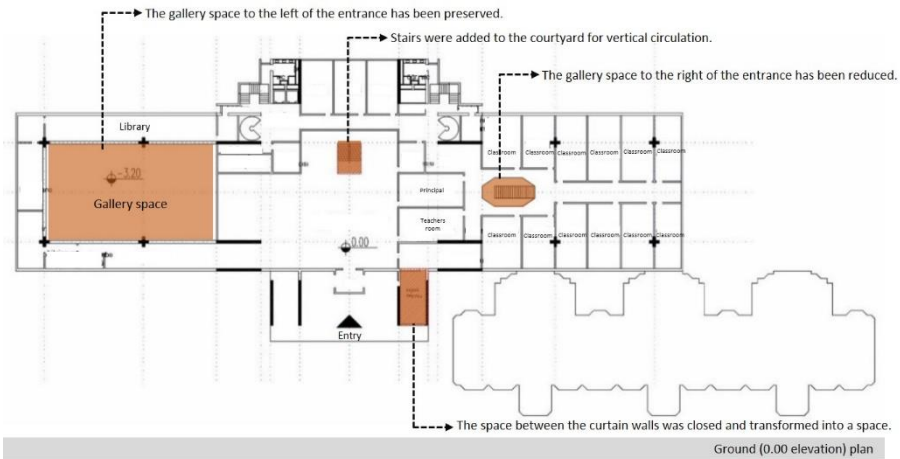 The gallery space to the left of the entrance has been preserved.
Stairs were added to the courtyard for vertical circulation.
The gallery space to the right of the entrance has been reduced.
Library
Classroom Classroom Classroom Classroom Classroom Classroom
-3.20
Gallery space
Principal
Teachers
room
Classroom Classroom Classroom Classroom Classroom Classroom
0.00
Entry
The space between the curtain walls was closed and transformed into a space.
Ground (0.00 elevation) plan